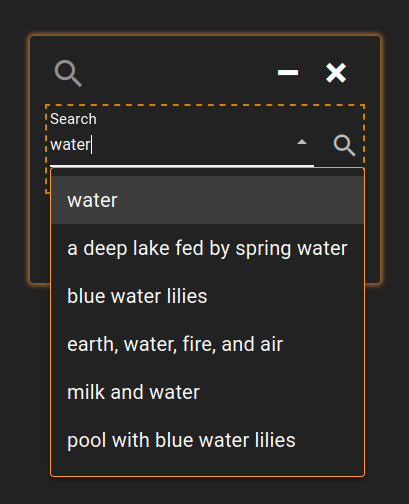 Search
water
water
a deep lake fed by spring water
blue water lilies
earth, water, fire, and air
milk and water
pool with blue water lilies